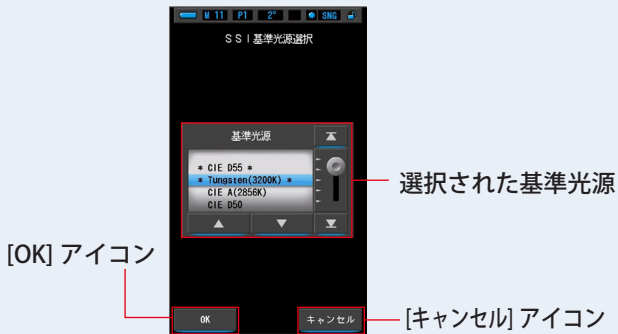 M 11 P1 2° SNG
SSI基準光源選択
基準光源
* CIE D55 *
* Tungsten(3200K) *
CIE A(2856K)
CIE D50
選択された基準光源
[OK] アイコン
OK
キャンセル
[キャンセル] アイコン